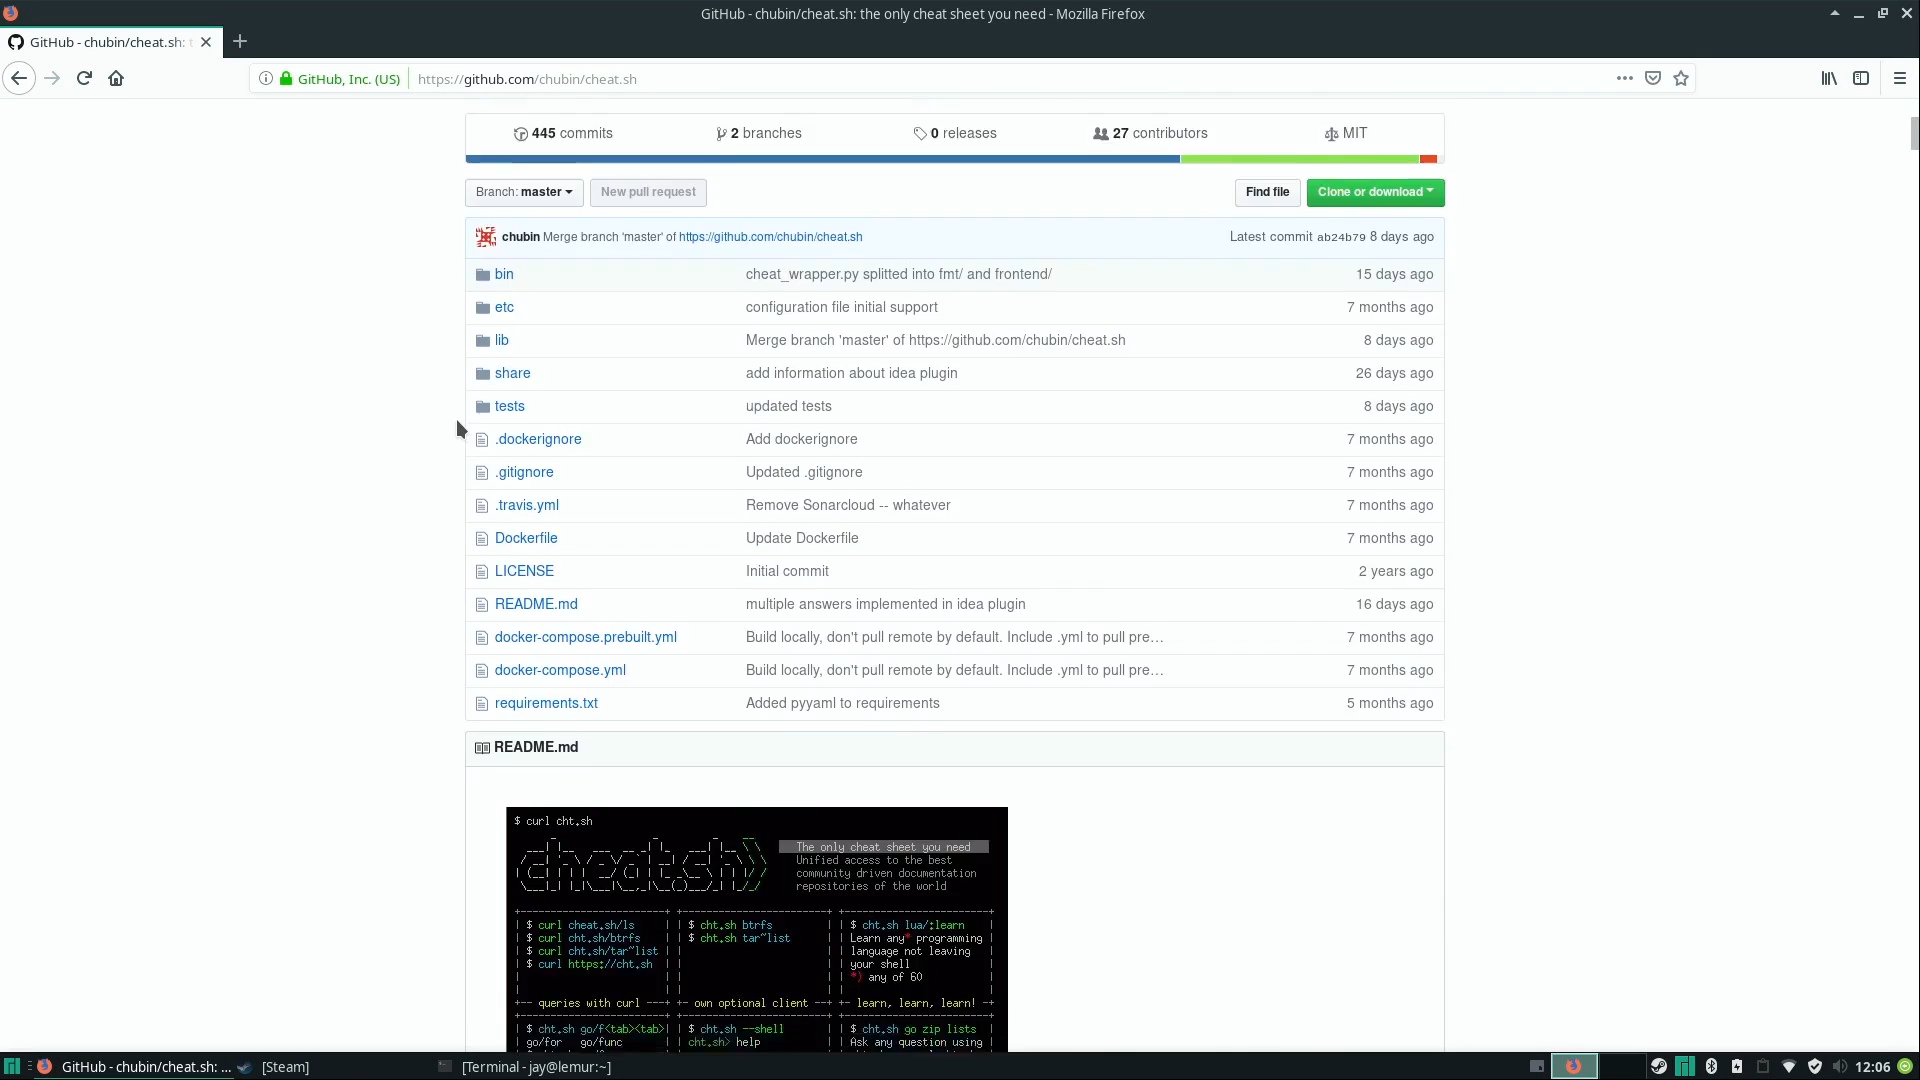 GitHub - chubin/cheat.sh: the only cheat sheet you need - Mozilla Firefox
GitHub - chubin/cheat.sh: t
GitHub, Inc. (US)
https://github.com/chubin/cheat.sh
445 commits
2 branches
0 releases
27 contributors
MIT
Branch: master
New pull request
Find file
Clone or download
chubin Merge branch 'master' of https://github.com/chubin/cheat.sh
Latest commit ab24b79 8 days ago
bin cheat_wrapper.py splitted into fmt/ and frontend/ 15 days ago
etc configuration file initial support 7 months ago
lib Merge branch 'master' of https://github.com/chubin/cheat.sh 8 days ago
share add information about idea plugin 26 days ago
tests updated tests 8 days ago
.dockerignore Add dockerignore 7 months ago
.gitignore Updated .gitignore 7 months ago
.travis.yml Remove Sonarcloud -- whatever 7 months ago
Dockerfile Update Dockerfile 7 months ago
LICENSE Initial commit 2 years ago
README.md multiple answers implemented in idea plugin 16 days ago
docker-compose.prebuilt.yml Build locally, don't pull remote by default. Include .yml to pull pre… 7 months ago
docker-compose.yml Build locally, don't pull remote by default. Include .yml to pull pre… 7 months ago
requirements.txt Added pyyaml to requirements 5 months ago
README.md
$ curl cht.sh
cheat.sh
The only cheat sheet you need
Unified access to the best
community driven documentation
repositories of the world
$ curl cheat.sh/ls
$ curl cht.sh/btrfs
$ curl cht.sh/tar~list
$ curl https://cht.sh
queries with curl
$ cht.sh btrfs
$ cht.sh tar~list
own optional client
$ cht.sh lua/:learn
Learn any* programming
language not leaving
your shell
*) any of 60
learn, learn, learn!
$ cht.sh go/f<tab><tab>
go/for go/func
$ cht.sh --shell
cht.sh> help
$ cht.sh go zip lists
Ask any question using
GitHub - chubin/cheat.sh: ...
[Steam]
[Terminal - jay@lemur:~]
12:06